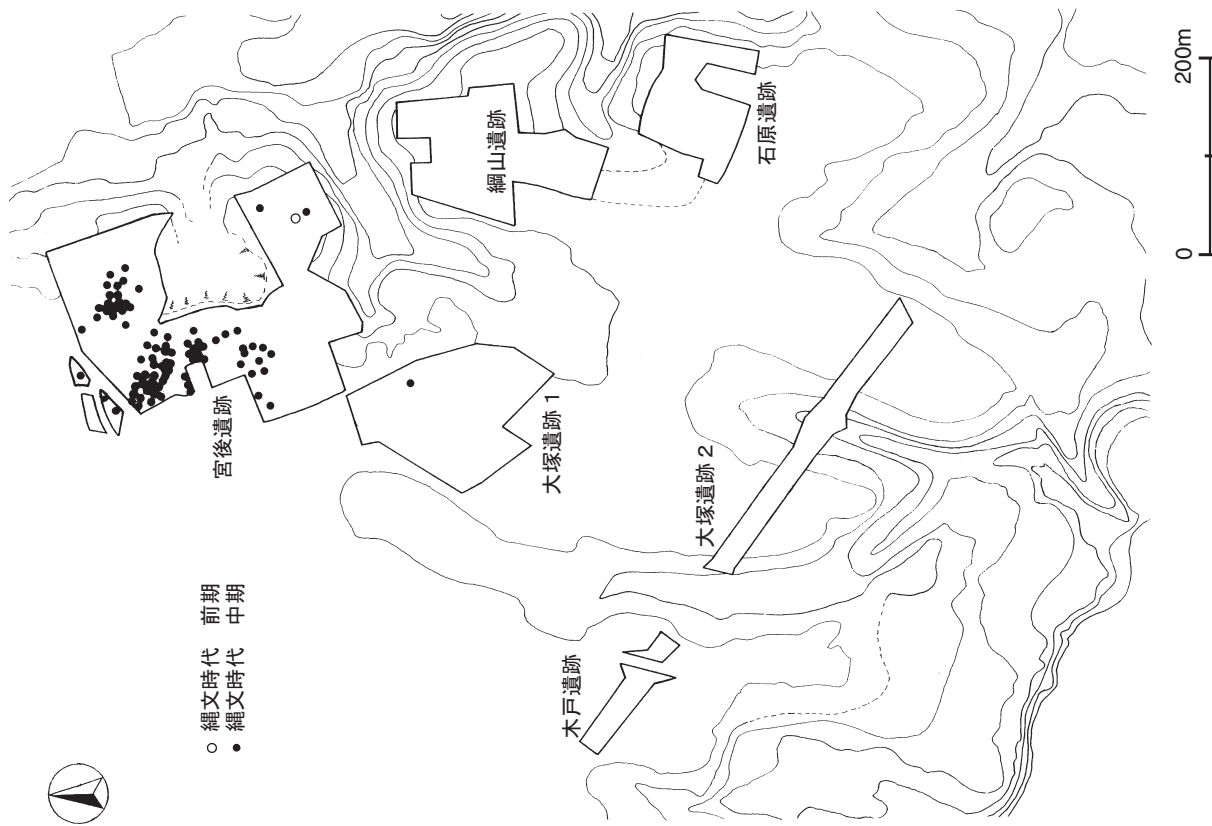 宮後遺跡
綱山遺跡
石原遺跡
大塚遺跡１
大塚遺跡２
木戸遺跡
○ 縄文時代　前期
● 縄文時代　中期
0
200m